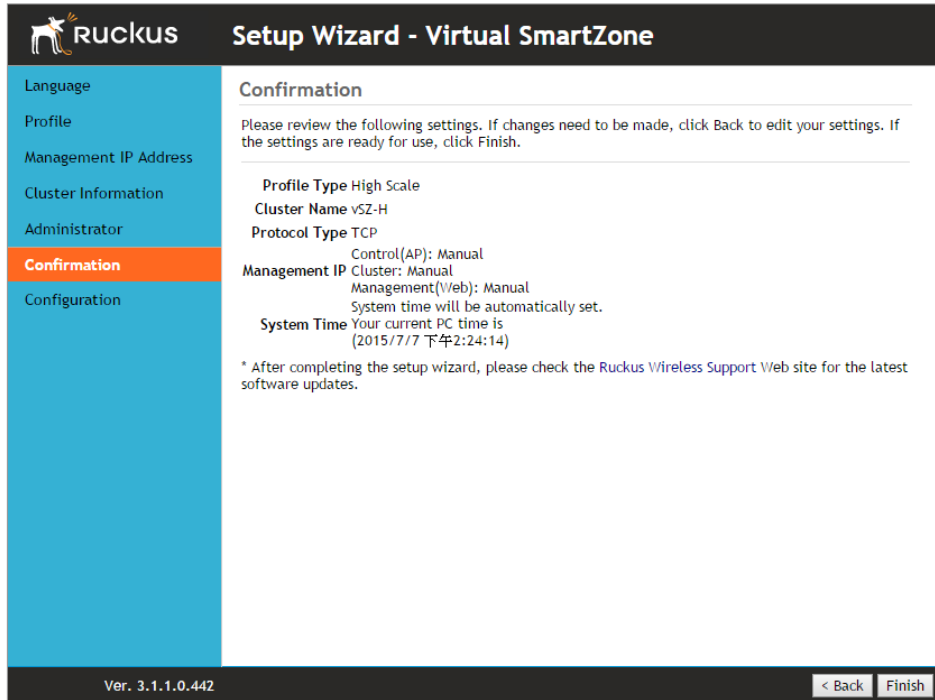 Ruckus
Setup Wizard - Virtual SmartZone
Language
Profile
Management IP Address
Cluster Information
Administrator
Confirmation
Configuration
Confirmation
Please review the following settings. If changes need to be made, click Back to edit your settings. If
the settings are ready for use, click Finish.
Profile Type High Scale
Cluster Name vSZ-H
Protocol Type TCP
Control(AP): Manual
Management IP Cluster: Manual
Management(Web): Manual
System time will be automatically set.
System Time Your current PC time is
(2015/7/7 下午2:24:14)
* After completing the setup wizard, please check the Ruckus Wireless Support Web site for the latest
software updates.
Ver. 3.1.1.0.442
< Back Finish